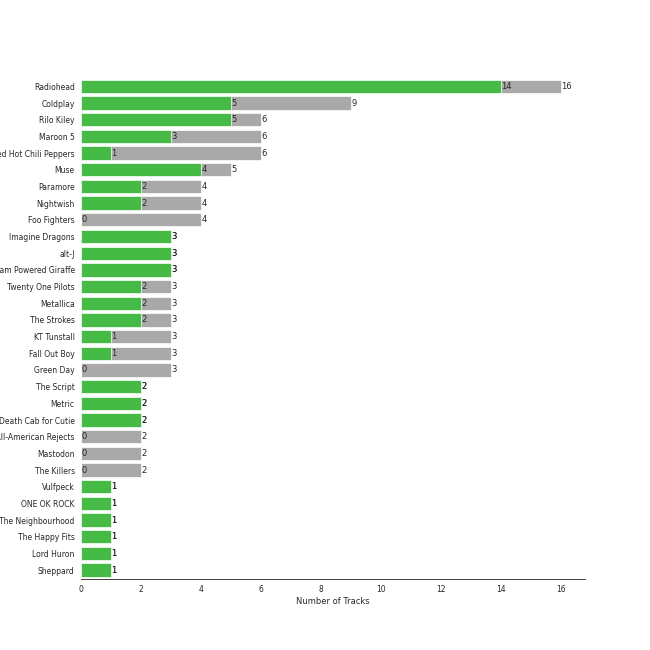 Radiohead 14 16
Coldplay 5 9
Rilo Kiley 5 6
Maroon 5 3 6
Hot Chili Peppers 1 6
Muse 4 5
Paramore 2 4
Nightwish 2 4
Foo Fighters 0 4
Imagine Dragons 3
alt-J 3
Powered Giraffe 3
Twenty One Pilots 2 3
Metallica 2 3
The Strokes 2 3
KT Tunstall 1 3
Fall Out Boy 1 3
Green Day 0 3
The Script 2
Metric 2
Death Cab for Cutie 2
All-American Rejects 0 2
Mastodon 0 2
The Killers 0 2
Vulfpeck 1
ONE OK ROCK 1
The Neighbourhood 1
The Happy Fits 1
Lord Huron 1
Sheppard 1
0 2 4 6 8 10 12 14 16
Number of Tracks